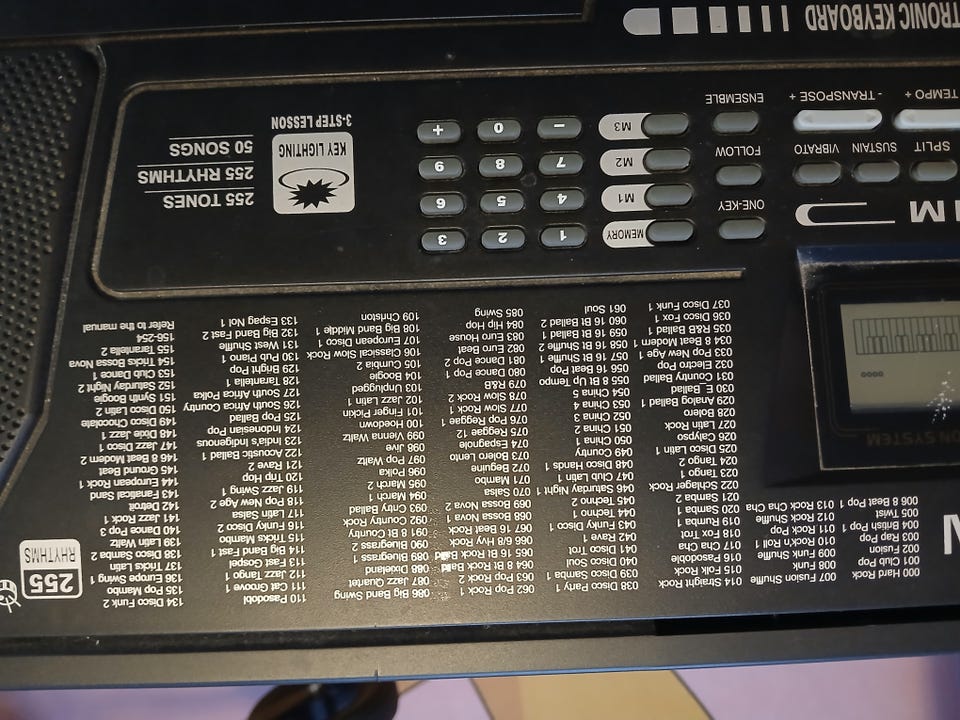 000 Hard Rock
001 Club Pop
002 Fusion
003 Rap Pop
004 British Pop
005 Twist
006 8 Beat Pop 1
007 Fusion Shuffle
008 Funk
009 Funk Shuffle
010 Rock'n Roll
011 Rock Pop
012 Pop Shuffle
013 Rock Cha Cha
014 Straight Rock
015 Folk Rock
016 Pasodoble
017 Cha Cha
018 Fox Trot
019 Rumba
020 Samba 1
021 Samba 2
022 Schlager Rock
023 Tango 1
024 Tango 2
025 Disco Latin 1
026 Calypso
027 Latin Rock
028 Bolero
029 Analog Ballad 1
030 E. Ballad
031 Country Ballad
032 Electro Pop
033 Pop New Age 1
034 8 Beat Modern 1
035 R&B Ballad 1
036 Disco Fox 1
037 Disco Funk 1
038 Disco Party 1
039 Disco Samba 1
040 Disco Soul
041 Disco Trot
042 Rave 1
043 Funky Disco 1
044 Techno 1
045 Techno 2
046 Saturday Night 1
047 Club Latin
048 Disco Hands
049 Country
050 China 1
051 China 2
052 China 3
053 China 4
054 China 5
055 8 Bt Up Tempo
056 16 Beat Pop
057 16 Bt Shuffle 1
058 16 Bt Shuffle 2
059 16 Bt Ballad 1
060 16 Bt Ballad 2
061 Soul
062 Pop Rock 1
063 Pop Rock 2
064 8 Bt Rock Ball
065 16 Bt Rock Ball
066 Hybrid 6/8
067 16 Beat Rock
068 Bossa Nova 1
069 Bossa Nova 2
070 Salsa
071 Mambo
072 Beguine
073 Bolero Lento
074 Espagnole
075 Reggae 12
076 Pop Reggae 1
077 Slow Rock 1
078 Slow Rock 2
079 R&B
080 Dance Pop 1
081 Dance Pop 2
082 Euro Beat
083 Euro House
084 Hip Hop
085 Swing
086 Big Band Swing
087 Jazz Quartet
088 Dixieland
089 Bluegrass 1
090 Bluegrass 2
091 8 Bt Country
092 Country Rock
093 Country
094 March 1
095 March 2
096 Polka
097 Pop Waltz
098 Jive
099 Vienna Waltz
100 Hoedown
101 Finger Pickin
102 Latin Jazz 1
103 Unplugged
104 Boogie
105 Cumbia 2
106 Classical Slow Rock
107 European Disco
108 Big Band Middle 1
109 Christon
110 Pasodobl
111 Cat Groove 1
112 Jazz Tango 1
113 Fast Gospel
114 Big Band Fast
115 Tricks Mambo
116 Funky Disco 2
117 Latin Salsa
118 Pop New Age 2
119 Jazz Swing 1
120 Trip Hop
121 Rave 2
122 Acoustic Ballad 1
123 India's Indigenous
124 Indonesian Pop
125 Pop Ballad
126 South Africa Country
127 South Africa Polka
128 Tarantella 1
129 Bright Pop
130 Pub Piano
131 West Shuffle
132 Big Band Fast 2
133 Espag Nol 1
134 Disco Funk 2
135 Pop Mambo
136 Europe Swing 1
137 Tricks Latin
138 Disco Samba 2
139 Latin Waltz
140 Dance Pop 3
141 Jazz Rock 1
142 Detroit
143 Fanatical Sand
144 European Rock 1
145 Ground Beat
146 8 Beat Modern 2
147 Jazz Disco 1
148 Dixie Jazz 1
149 Disco Chocolate
150 Disco Latin 2
151 Synth Boogie
152 Saturday Night 2
153 Club Dance 1
154 Tricks Bossa Nova
155 Tarantella 2
156-254
Refer to the manual
255
RHYTHMS
ONE-KEY
FOLLOW
ENSEMBLE
SPLIT
SUSTAIN
VIBRATO
TEMPO +
- TRANSPOSE +
MEMORY
M1
M2
M3
1
2
3
4
5
6
7
8
9
−
0
+
KEY LIGHTING
3-STEP LESSON
255 TONES
255 RHYTHMS
50 SONGS
TRONIC KEYBOARD